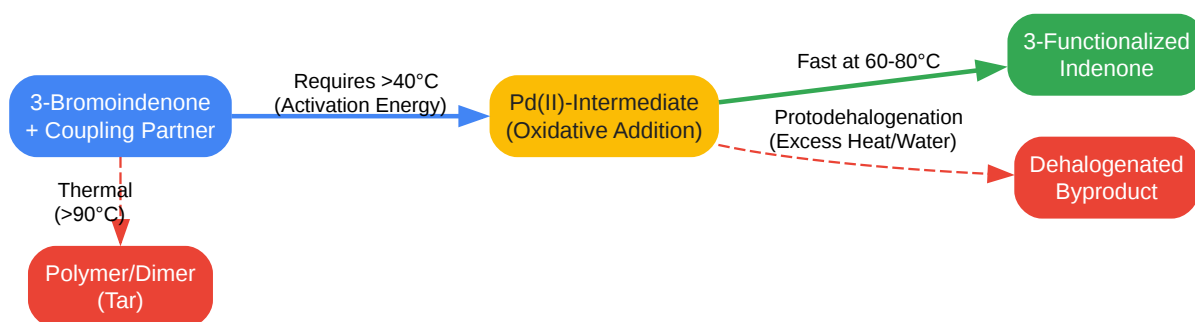 3-Bromoindenone
+ Coupling Partner
Requires >40°C
(Activation Energy)
Pd(II)-Intermediate
(Oxidative Addition)
Fast at 60-80°C
3-Functionalized
Indenone
Protodehalogenation
(Excess Heat/Water)
Dehalogenated
Byproduct
Thermal
(>90°C)
Polymer/Dimer
(Tar)